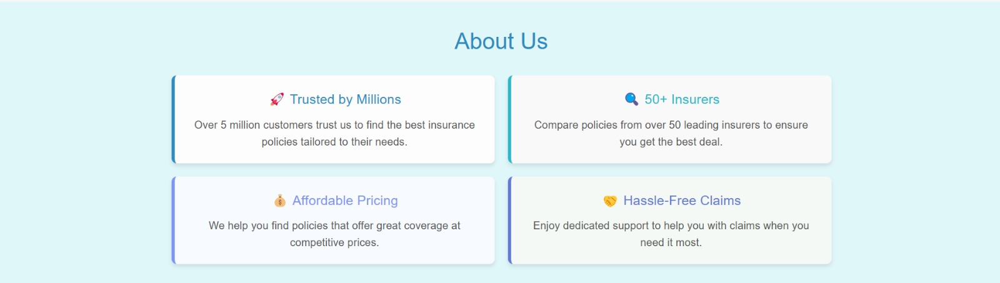 About Us
🚀 Trusted by Millions
Over 5 million customers trust us to find the best insurance
policies tailored to their needs.
🔍 50+ Insurers
Compare policies from over 50 leading insurers to ensure
you get the best deal.
💰 Affordable Pricing
We help you find policies that offer great coverage at
competitive prices.
🤝 Hassle-Free Claims
Enjoy dedicated support to help you with claims when you
need it most.